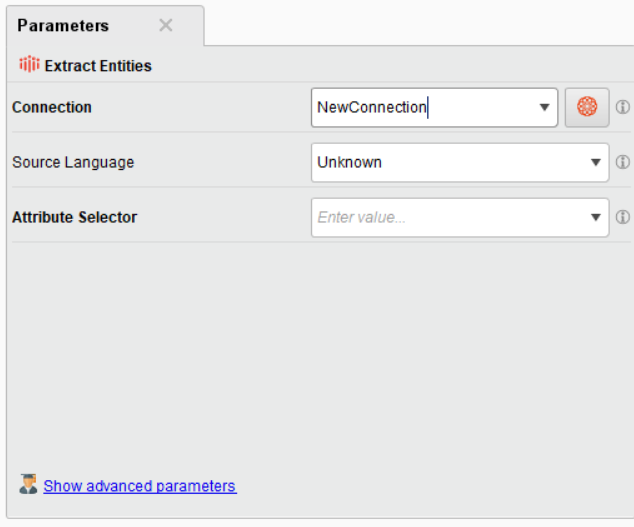 Parameters
Extract Entities
Connection NewConnection
Source Language Unknown
Attribute Selector Enter value...
Show advanced parameters